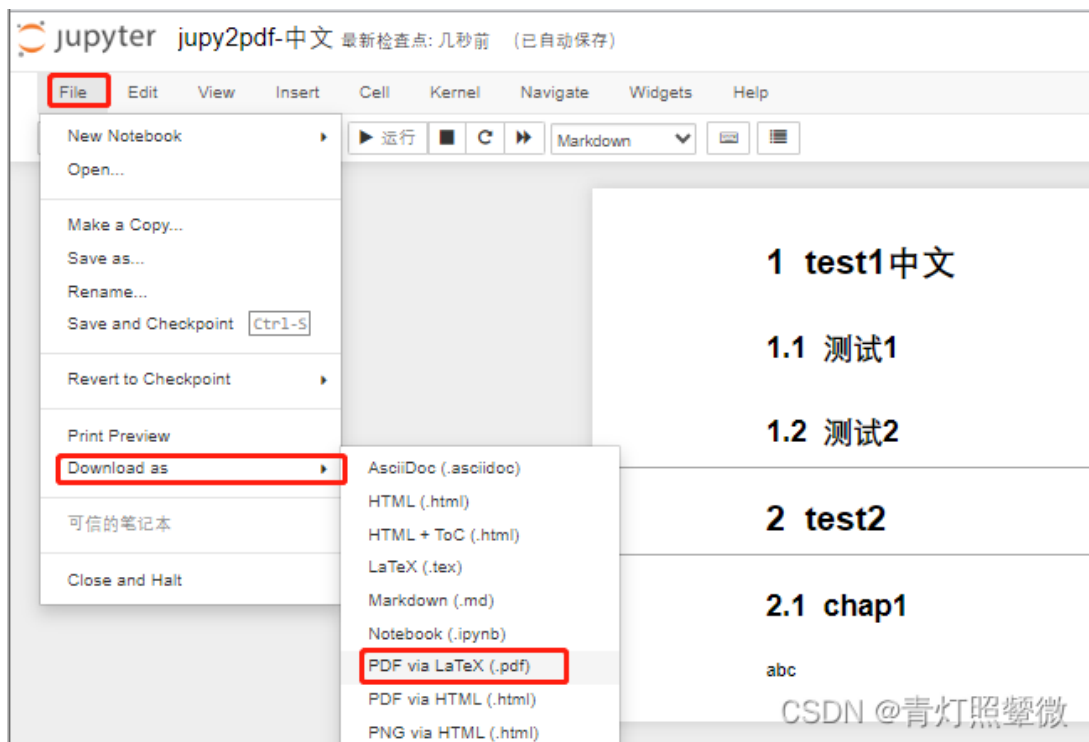 jupyter jupy2pdf-中文 最新检查点: 几秒前 (已自动保存)
File Edit View Insert Cell Kernel Navigate Widgets Help
运行 Markdown
New Notebook
Open...
Make a Copy...
Save as...
Rename...
Save and Checkpoint Ctrl-S
Revert to Checkpoint
Print Preview
Download as
可信的笔记本
Close and Halt
AsciiDoc (.asciidoc)
HTML (.html)
HTML + ToC (.html)
LaTeX (.tex)
Markdown (.md)
Notebook (.ipynb)
PDF via LaTeX (.pdf)
PDF via HTML (.html)
PNG via HTML (.html)
1 test1中文
1.1 测试1
1.2 测试2
2 test2
2.1 chap1
abc
CSDN @青灯照颦微